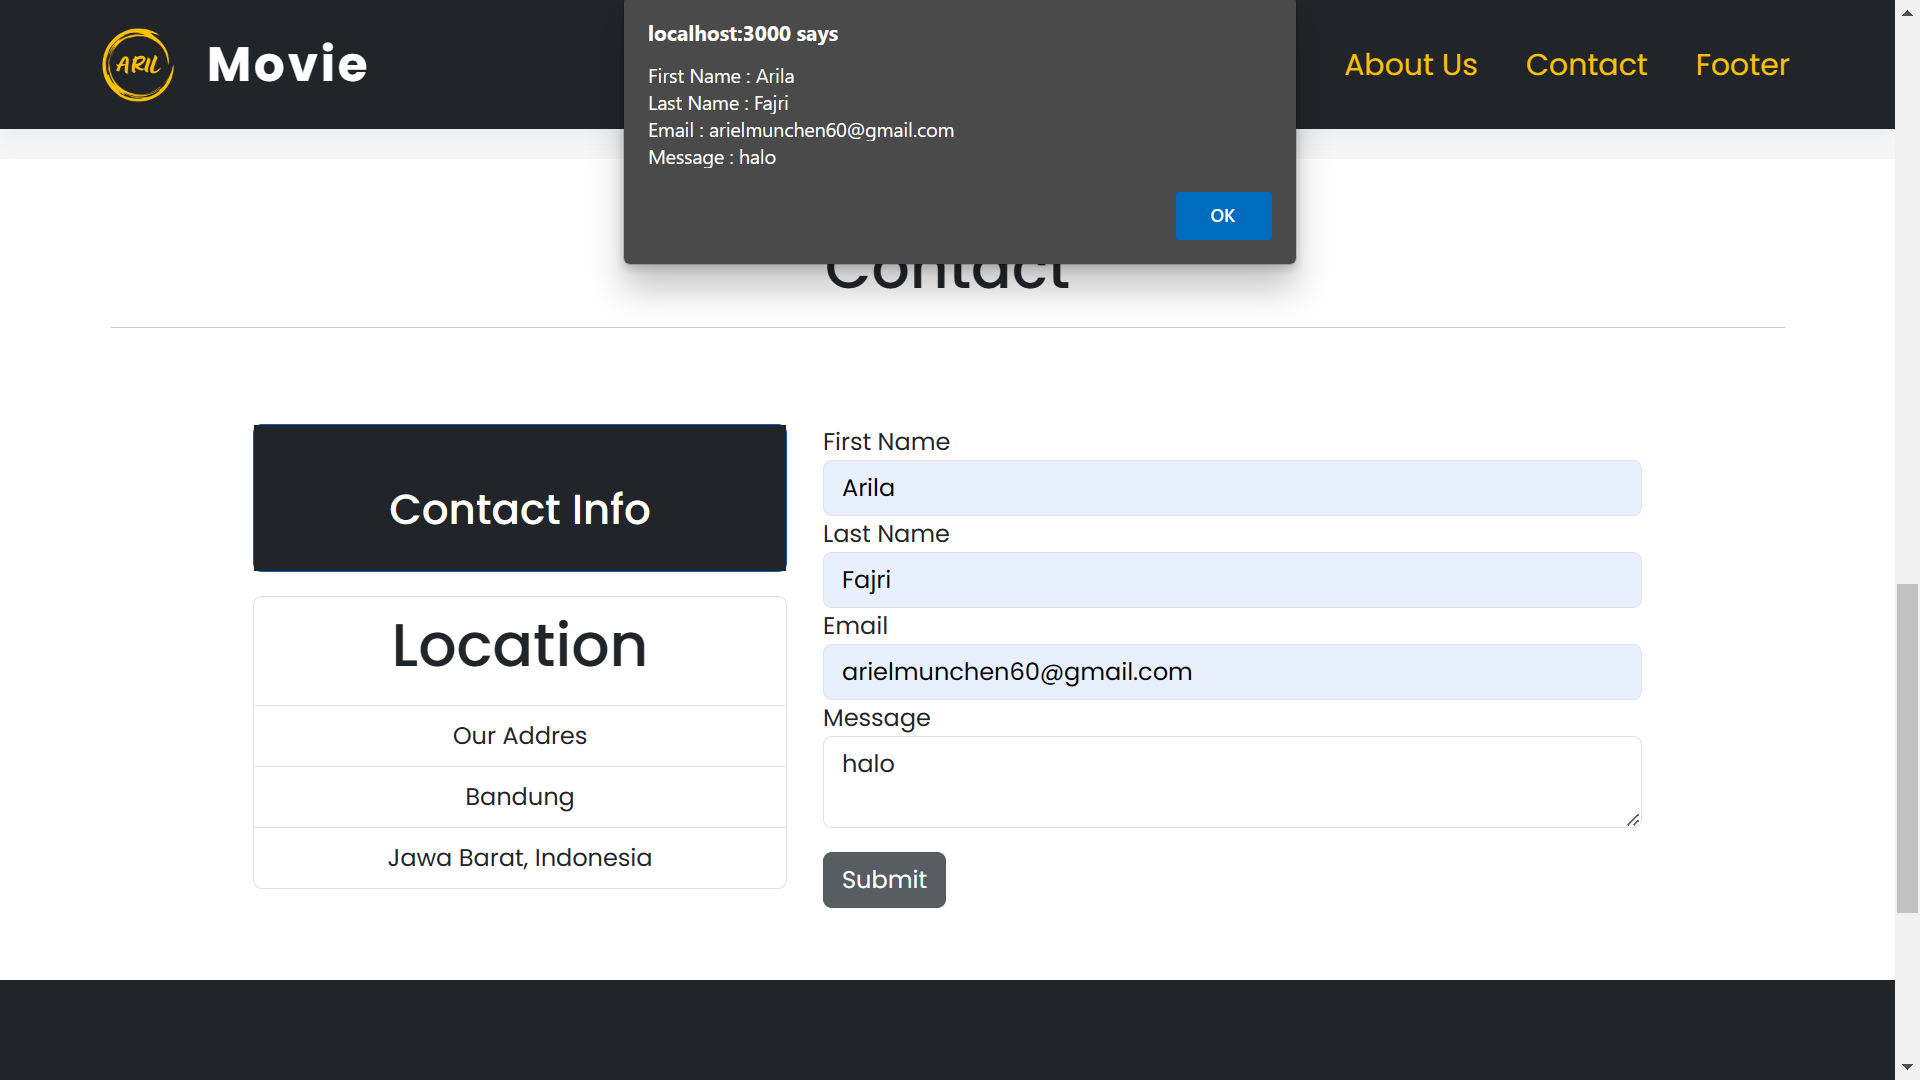 ARIL
Movie
About Us
Contact
Footer
localhost:3000 says
First Name : Arila
Last Name : Fajri
Email : arielmunchen60@gmail.com
Message : halo
OK
Contact
Contact Info
Location
Our Addres
Bandung
Jawa Barat, Indonesia
First Name
Arila
Last Name
Fajri
Email
arielmunchen60@gmail.com
Message
halo
Submit